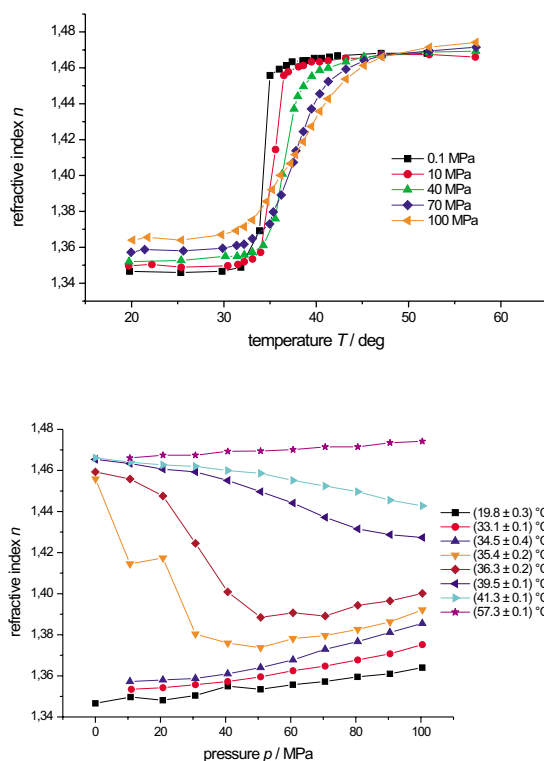 1,48
1,46
1,44
1,42
1,40
1,38
1,36
1,34
refractive index n
0.1 MPa
10 MPa
40 MPa
70 MPa
100 MPa
20 30 40 50 60
temperature T / deg
1,48
1,46
1,44
1,42
1,40
1,38
1,36
1,34
refractive index n
(19.8 ± 0.3) °C
(33.1 ± 0.1) °C
(34.5 ± 0.4) °C
(35.4 ± 0.2) °C
(36.3 ± 0.2) °C
(39.5 ± 0.1) °C
(41.3 ± 0.1) °C
(57.3 ± 0.1) °C
0 20 40 60 80 100
pressure p / MPa